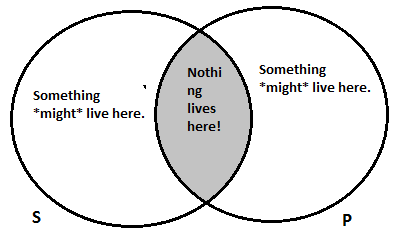 Something
*might* live here.
Nothi
ng
lives
here!
Something
*might* live here.
S
P